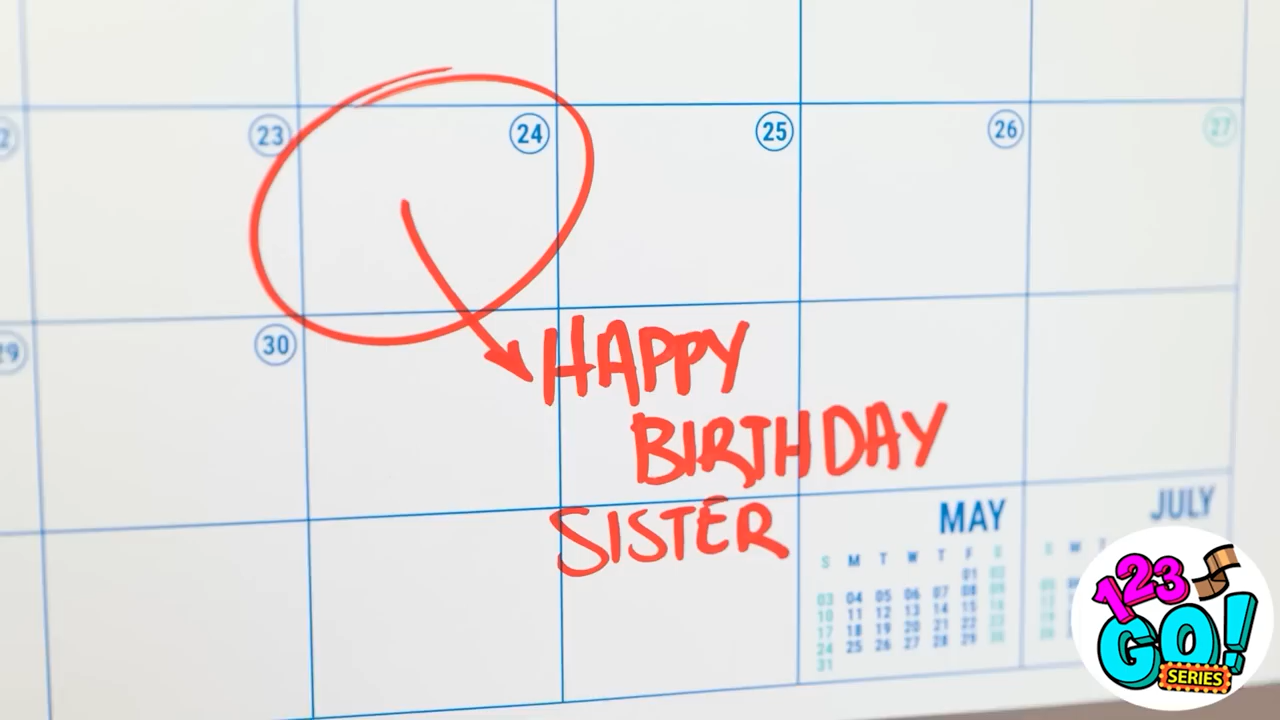 23 24 25 26 27
30
HAPPY
BIRTHDAY
SISTER
MAY JULY
S M T W T F S
01 02
03 04 05 06 07 08 09
10 11 12 13 14 15 16
17 18 19 20 21 22 23
24 25 26 27 28 29 30
31
123
GO!
SERIES